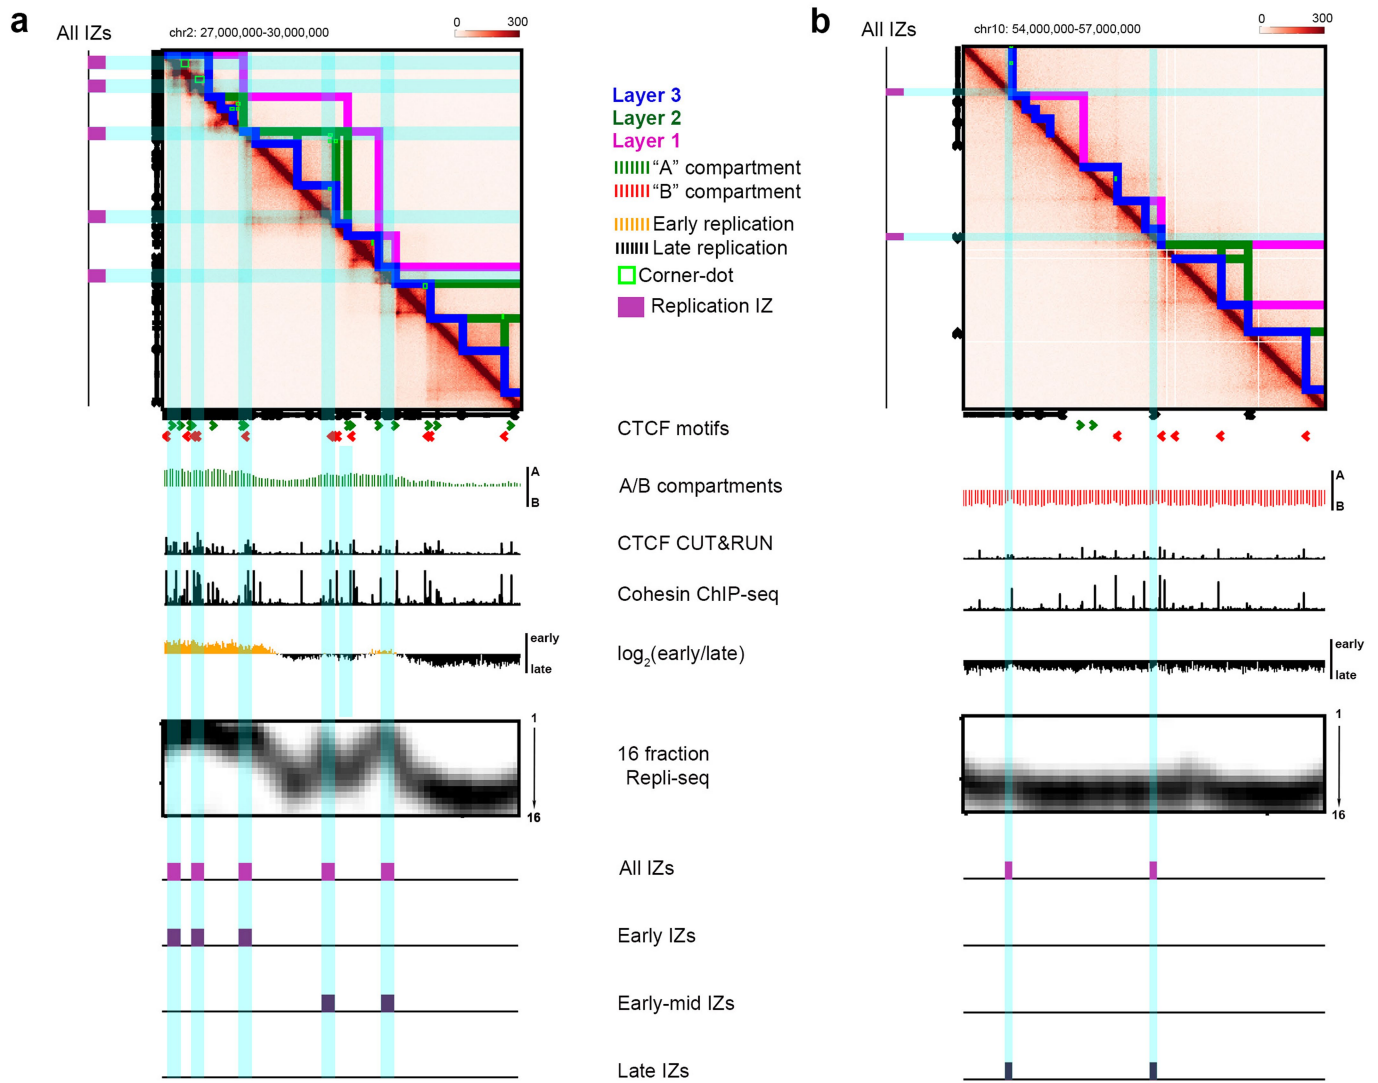 a
All IZs
chr2: 27,000,000-30,000,000
0 300
b
All IZs
chr10: 54,000,000-57,000,000
0 300
Layer 3
Layer 2
Layer 1
“A” compartment
“B” compartment
Early replication
Late replication
Corner-dot
Replication IZ
CTCF motifs
A
B
A/B compartments
A
B
CTCF CUT&RUN
Cohesin ChIP-seq
early
late
log2(early/late)
early
late
1
16
16 fraction
Repli-seq
1
16
All IZs
Early IZs
Early-mid IZs
Late IZs